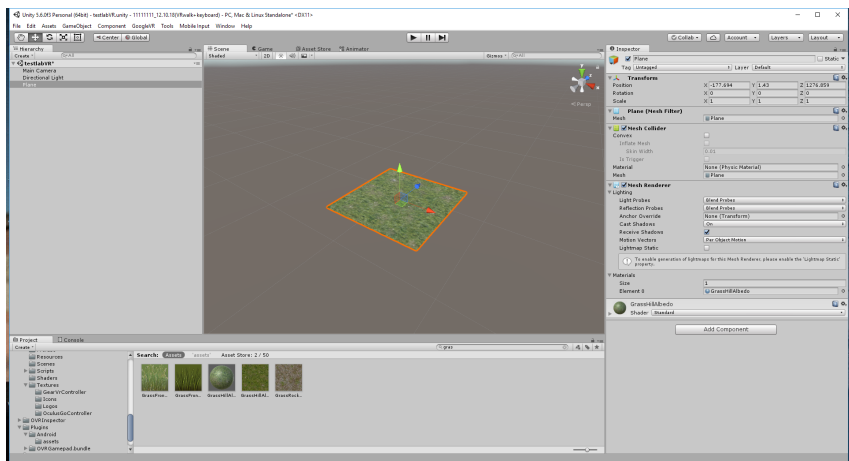 Unity 5.6.0f3 Personal (64bit) - testlabVR.unity - 11111111_12.10.18(VRwalk+keyboard) - PC, Mac & Linux Standalone* <DX11>
File Edit Assets GameObject Component GoogleVR Tools Mobile Input Window Help
Center Global Collab Account Layers Layout
Hierarchy
Create All
testlabVR*
Main Camera
Directional Light
Plane
Scene Game Asset Store Animator
Shaded 2D Gizmos All
y
Persp
Inspector
Plane Static
Tag Untagged Layer Default
Transform
Position X -177.694 Y 1.43 Z 1276.859
Rotation X 0 Y 0 Z 0
Scale X 1 Y 1 Z 1
Plane (Mesh Filter)
Mesh Plane
Mesh Collider
Convex
Inflate Mesh
Skin Width 0.01
Is Trigger
Material None (Physic Material)
Mesh Plane
Mesh Renderer
Lighting
Light Probes Blend Probes
Reflection Probes Blend Probes
Anchor Override None (Transform)
Cast Shadows On
Receive Shadows
Motion Vectors Per Object Motion
Lightmap Static
To enable generation of lightmaps for this Mesh Renderer, please enable the 'Lightmap Static' property.
Materials
Size 1
Element 0 GrassHillAlbedo
GrassHillAlbedo
Shader Standard
Add Component
Project Console
Create gras
Resources
Scenes
Scripts
Shaders
Textures
GearVrController
Icons
Logos
OculusGoController
OVRInspector
Plugins
Android
assets
OVRGamepad.bundle
Search: Assets 'assets' Asset Store: 2 / 50
GrassFron... GrassFron... GrassHillAl... GrassHillAl... GrassRock...